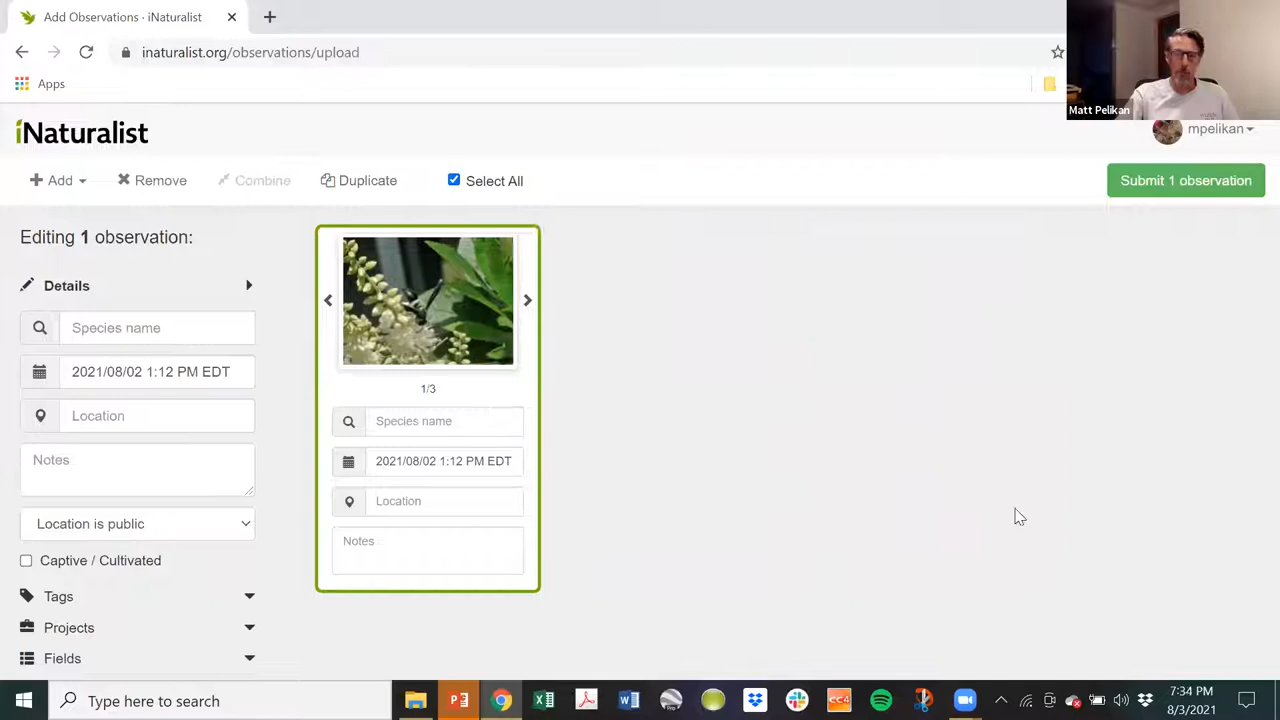 Add Observations · iNaturalist
inaturalist.org/observations/upload
Apps
Matt Pelikan
iNaturalist
mpelikan
Add
Remove
Combine
Duplicate
Select All
Submit 1 observation
Editing 1 observation:
Details
Species name
2021/08/02 1:12 PM EDT
Location
Notes
Location is public
Captive / Cultivated
Tags
Projects
Fields
1/3
Species name
2021/08/02 1:12 PM EDT
Location
Notes
Type here to search
CC4
7:34 PM
8/3/2021